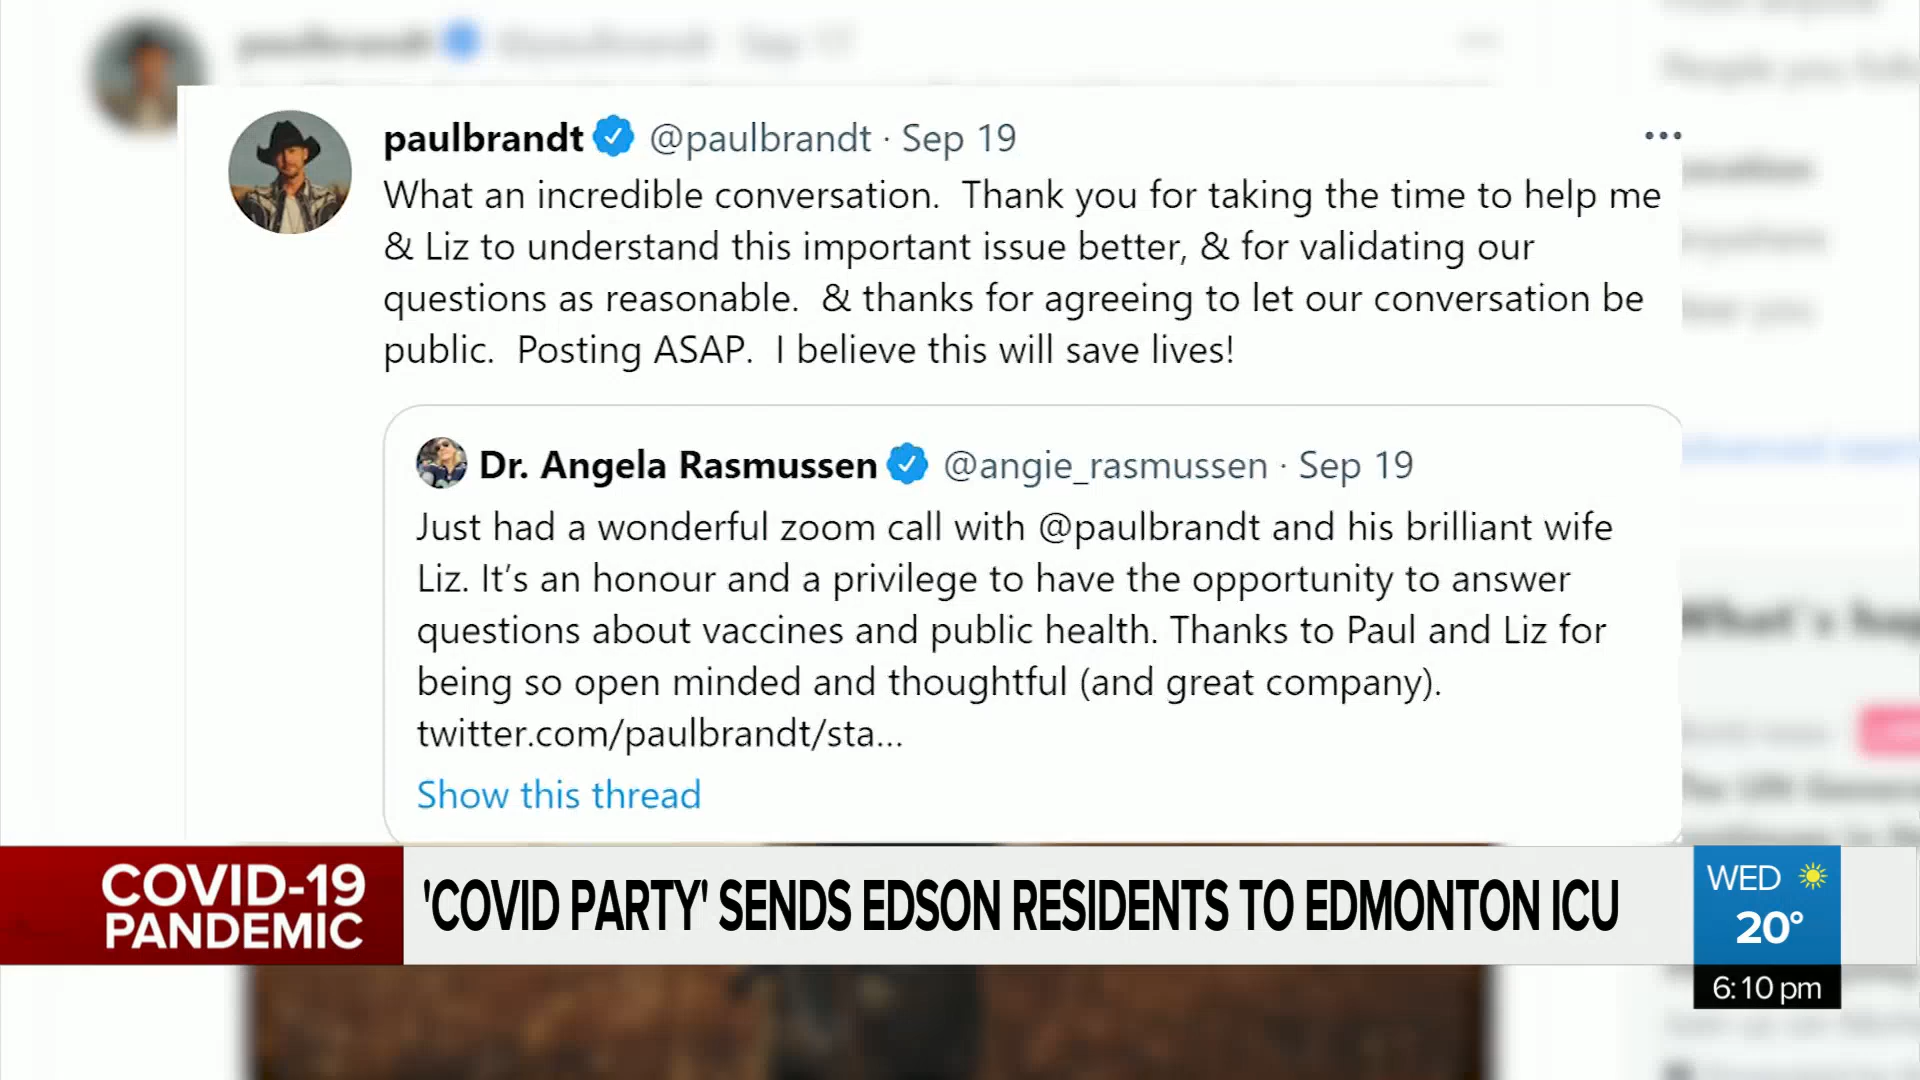 paulbrandt @paulbrandt · Sep 19
What an incredible conversation.  Thank you for taking the time to help me
& Liz to understand this important issue better, & for validating our
questions as reasonable.  & thanks for agreeing to let our conversation be
public.  Posting ASAP.  I believe this will save lives!
Dr. Angela Rasmussen @angie_rasmussen · Sep 19
Just had a wonderful zoom call with @paulbrandt and his brilliant wife
Liz. It’s an honour and a privilege to have the opportunity to answer
questions about vaccines and public health. Thanks to Paul and Liz for
being so open minded and thoughtful (and great company).
twitter.com/paulbrandt/sta...
Show this thread
COVID-19
PANDEMIC
'COVID PARTY' SENDS EDSON RESIDENTS TO EDMONTON ICU
WED
20°
6:10 pm